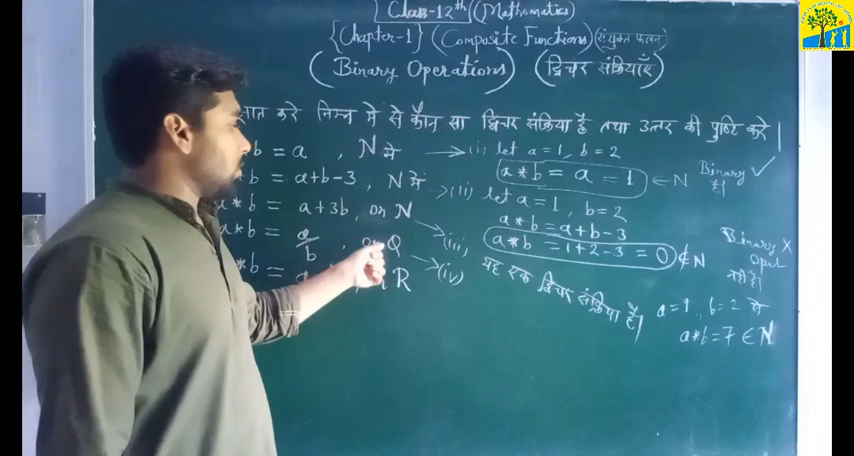 Class-12th (Mathematics)
{Chapter-1} (Composite Functions) (संयुक्त फलन)
(Binary Operations) (द्विचर संक्रियाएँ)
ज्ञात करे निम्न मे से कौन सा द्विचर संक्रिया है तथा उत्तर की पुष्टि करे।
*b = a , N में → (i) let a=1, b=2
a*b = a = 1 ∈ N Binary है। ✓
*b = a+b-3, N में → (ii) let a=1, b=2
a*b = a+b-3
a*b = 1+2-3 = 0 ∉ N Binary X Operat नही है।
a*b = a+3b, on N → (iii) यह एक द्विचर संक्रिया है। a=1, b=2 से
a*b=7 ∈ N
a*b = a/b, Q → (iv)
*b = a R